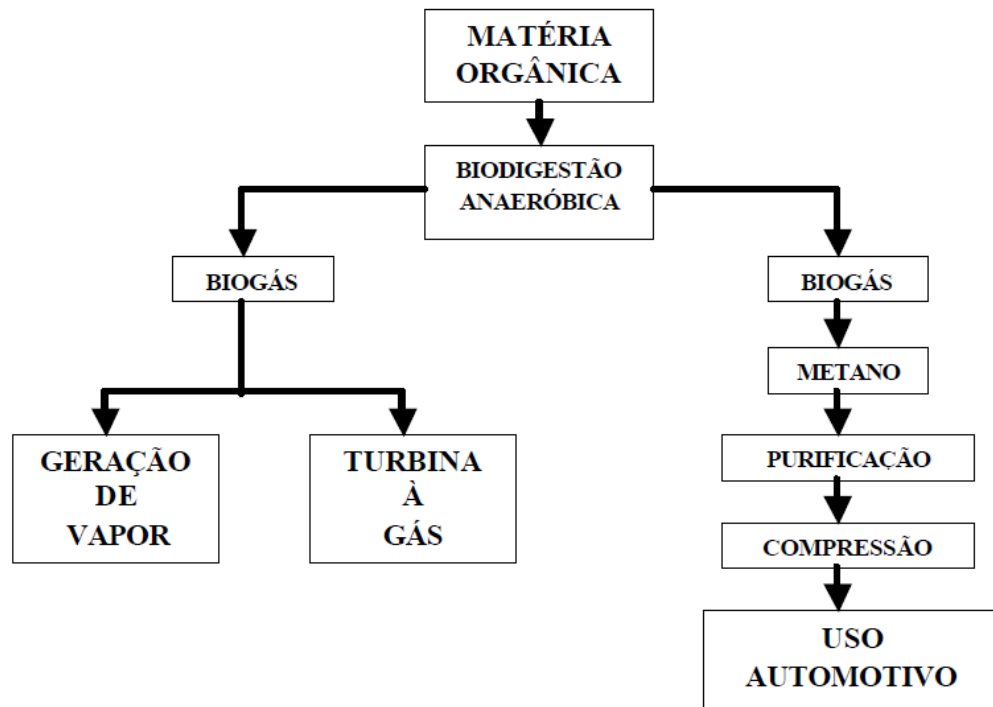 MATÉRIA
ORGÂNICA
BIODIGESTÃO
ANAERÓBICA
BIOGÁS
BIOGÁS
METANO
GERAÇÃO
DE
VAPOR
TURBINA
À
GÁS
PURIFICAÇÃO
COMPRESSÃO
USO
AUTOMOTIVO